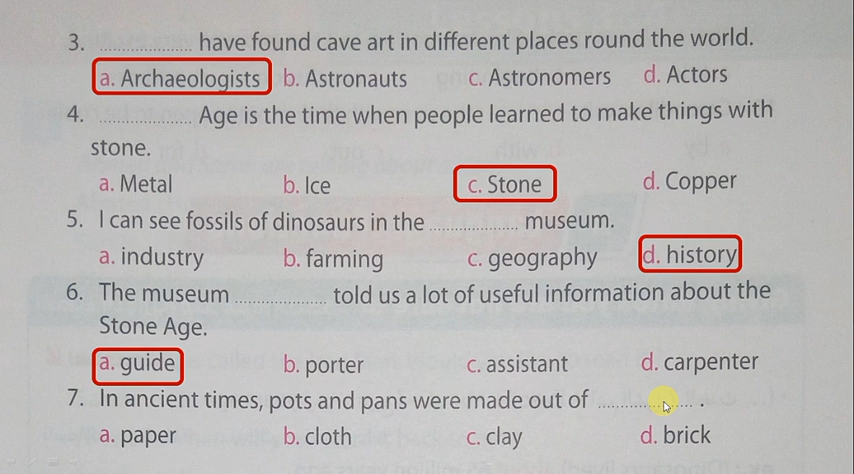 3. ................ have found cave art in different places round the world.
a. Archaeologists b. Astronauts c. Astronomers d. Actors
4. ................ Age is the time when people learned to make things with
stone.
a. Metal b. Ice c. Stone d. Copper
5. I can see fossils of dinosaurs in the ................ museum.
a. industry b. farming c. geography d. history
6. The museum ................ told us a lot of useful information about the
Stone Age.
a. guide b. porter c. assistant d. carpenter
7. In ancient times, pots and pans were made out of ................ .
a. paper b. cloth c. clay d. brick